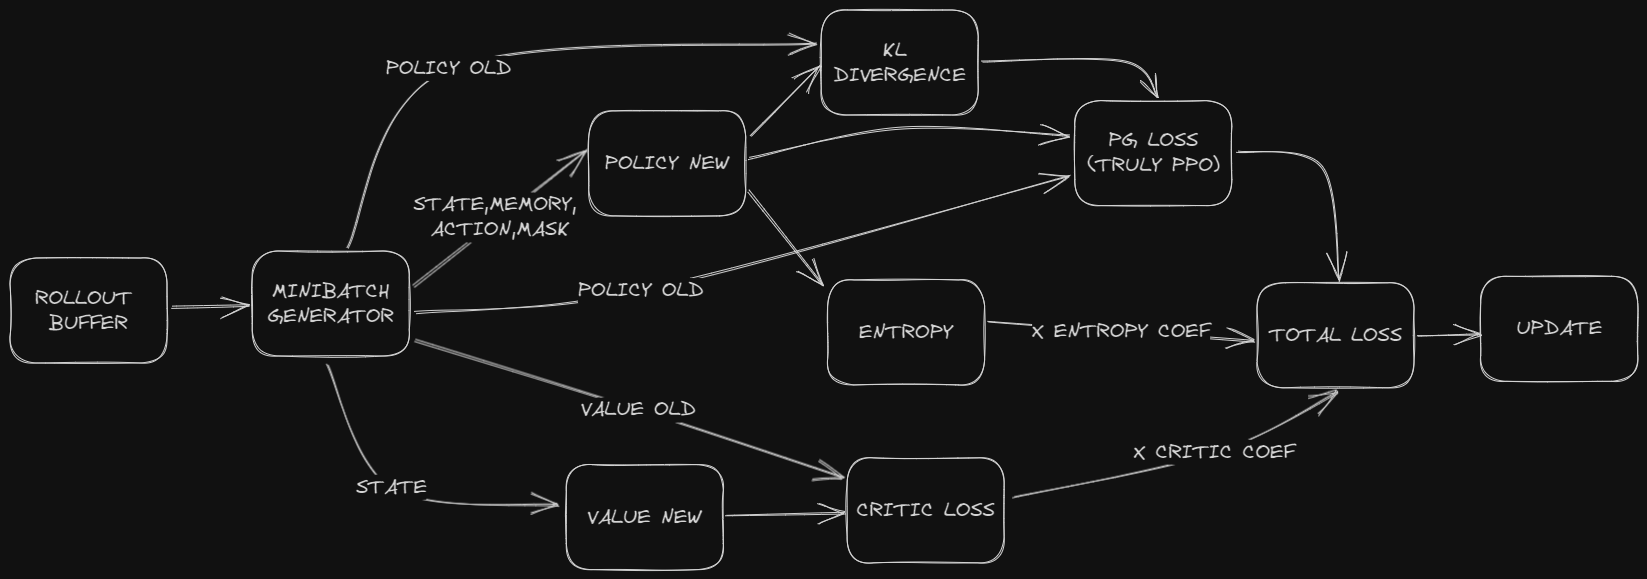 POLICY OLD
KL
DIVERGENCE
POLICY NEW
PG LOSS
(TRULY PPO)
STATE,MEMORY,
ACTION,MASK
ROLLOUT
BUFFER
MINIBATCH
GENERATOR
POLICY OLD
ENTROPY
X ENTROPY COEF
TOTAL LOSS
UPDATE
VALUE OLD
X CRITIC COEF
STATE
VALUE NEW
CRITIC LOSS